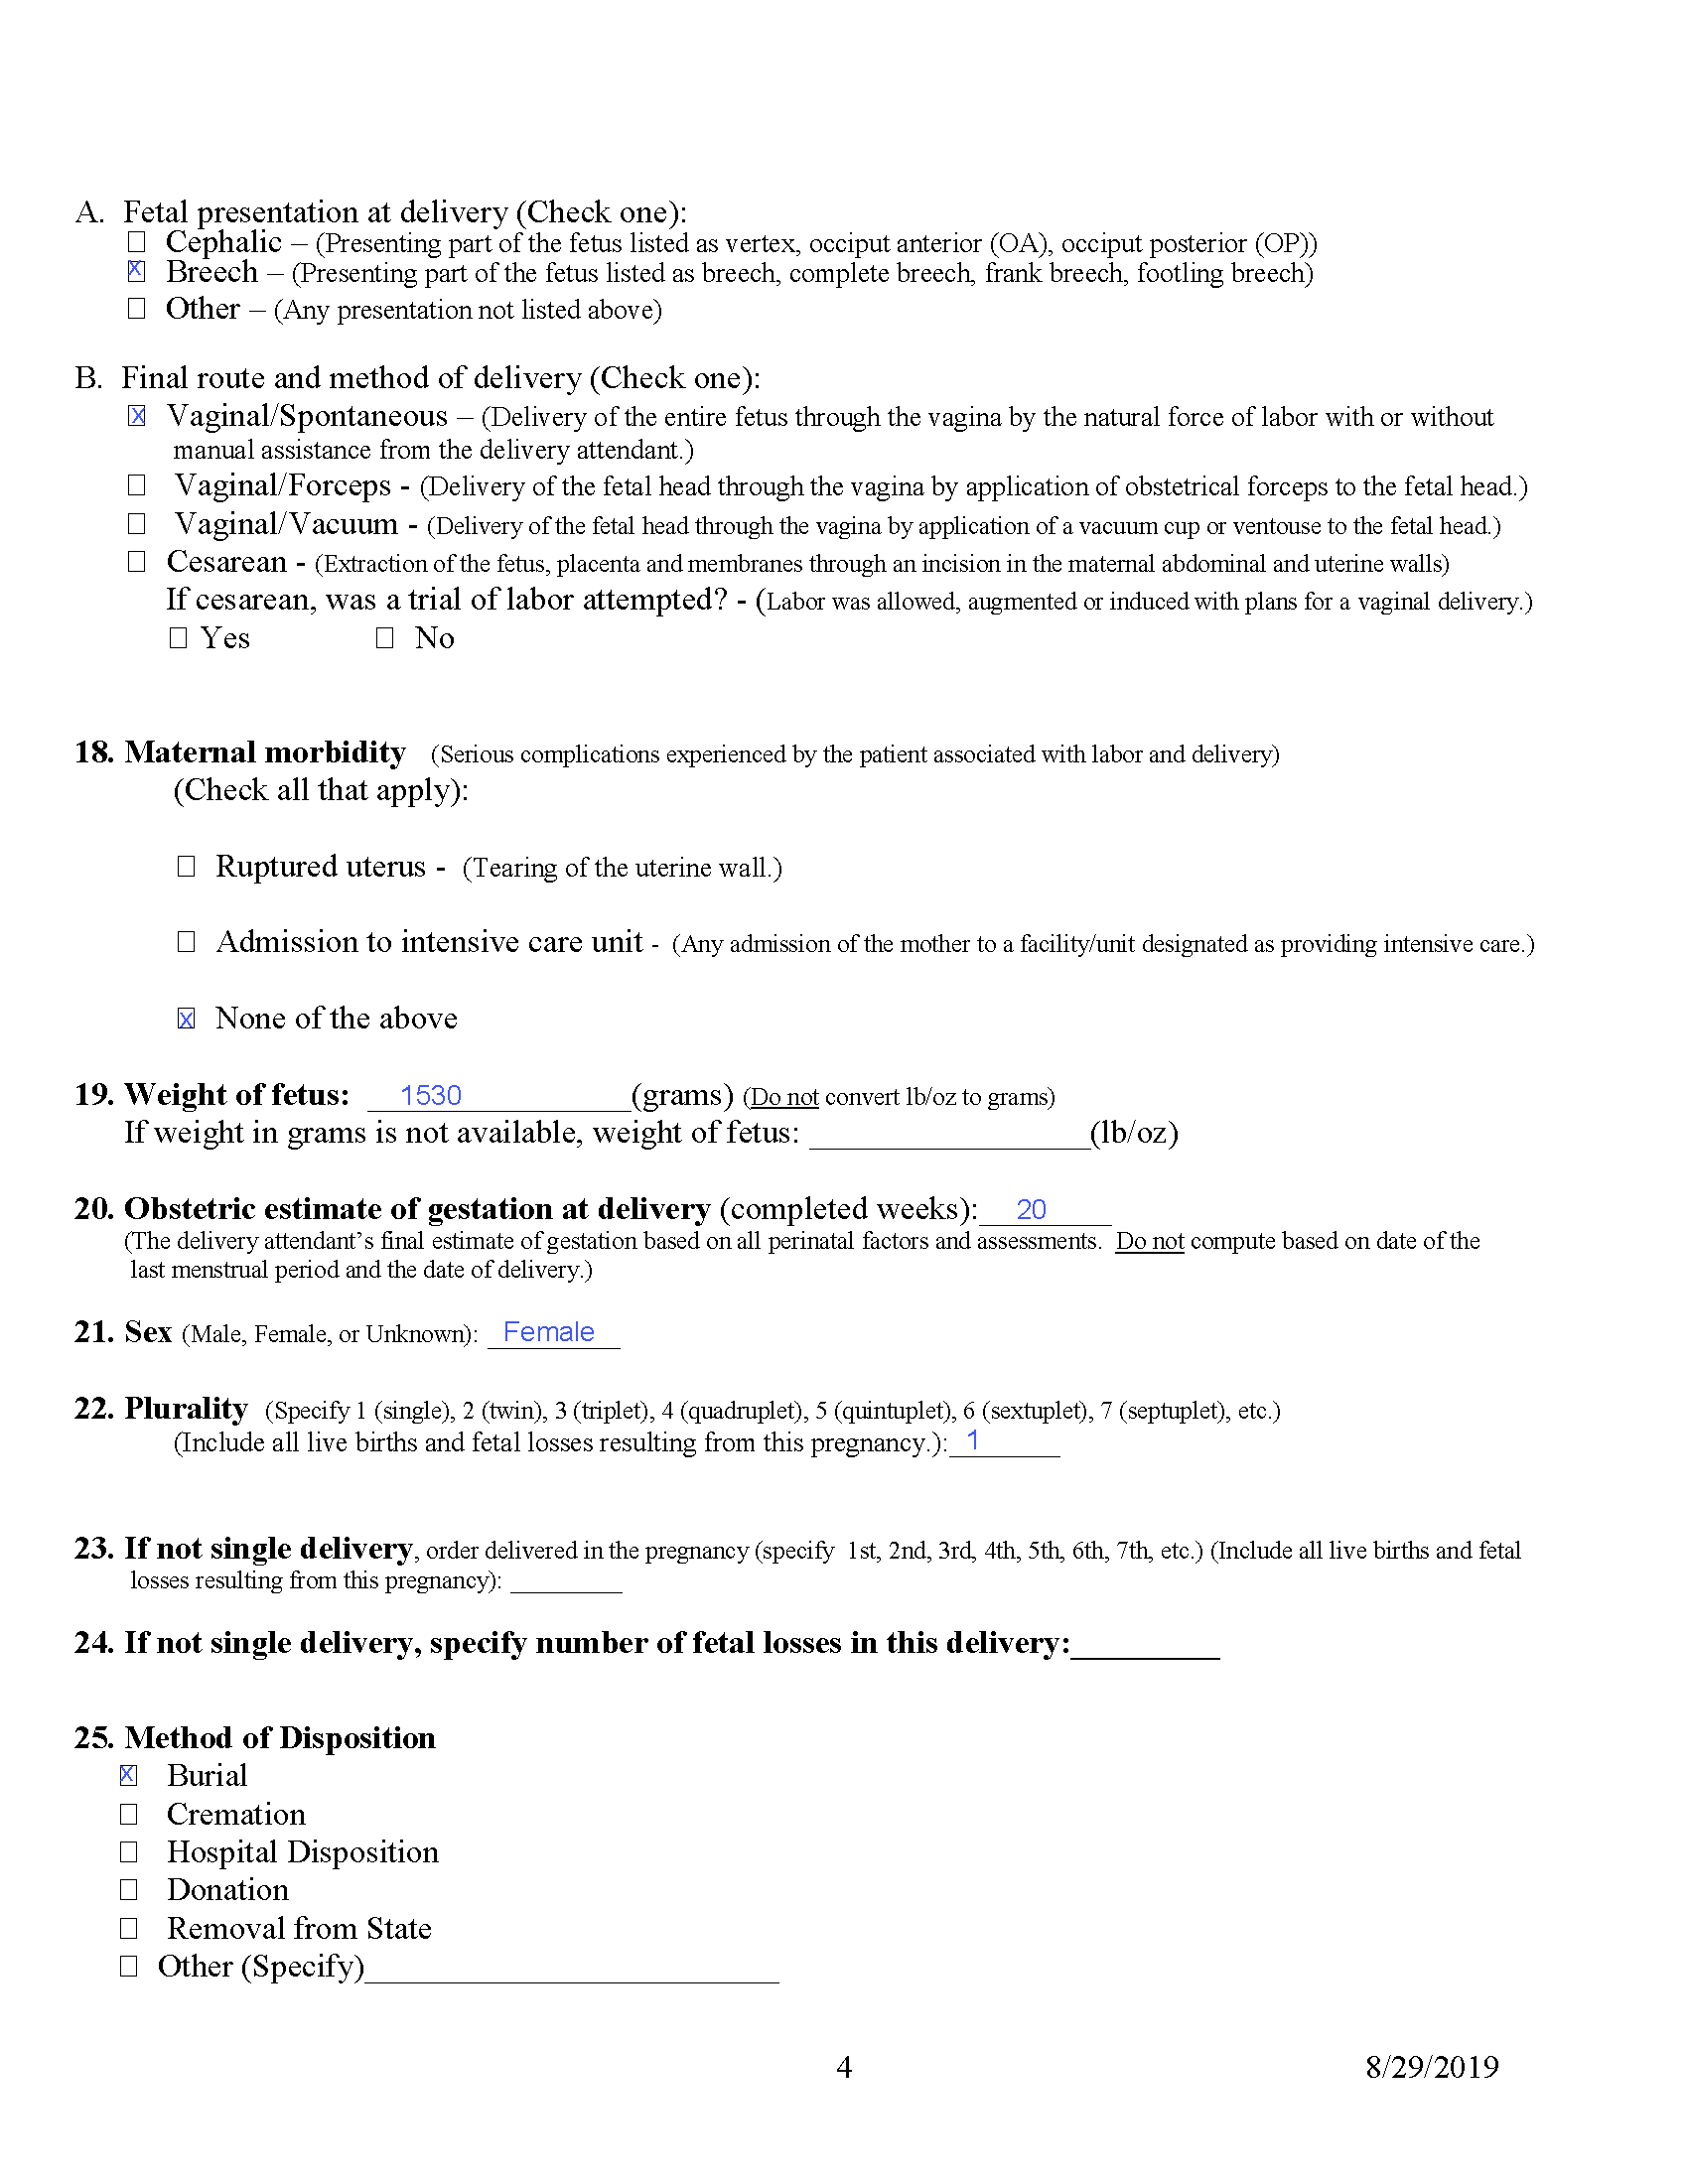 A. Fetal presentation at delivery (Check one):
☐ Cephalic – (Presenting part of the fetus listed as vertex, occiput anterior (OA), occiput posterior (OP))
☒ Breech – (Presenting part of the fetus listed as breech, complete breech, frank breech, footling breech)
☐ Other – (Any presentation not listed above)
B. Final route and method of delivery (Check one):
☒ Vaginal/Spontaneous – (Delivery of the entire fetus through the vagina by the natural force of labor with or without
manual assistance from the delivery attendant.)
☐ Vaginal/Forceps - (Delivery of the fetal head through the vagina by application of obstetrical forceps to the fetal head.)
☐ Vaginal/Vacuum - (Delivery of the fetal head through the vagina by application of a vacuum cup or ventouse to the fetal head.)
☐ Cesarean - (Extraction of the fetus, placenta and membranes through an incision in the maternal abdominal and uterine walls)
If cesarean, was a trial of labor attempted? - (Labor was allowed, augmented or induced with plans for a vaginal delivery.)
☐ Yes ☐ No
18. Maternal morbidity (Serious complications experienced by the patient associated with labor and delivery)
(Check all that apply):
☐ Ruptured uterus - (Tearing of the uterine wall.)
☐ Admission to intensive care unit - (Any admission of the mother to a facility/unit designated as providing intensive care.)
☒ None of the above
19. Weight of fetus: 1530 (grams) (Do not convert lb/oz to grams)
If weight in grams is not available, weight of fetus: ________________(lb/oz)
20. Obstetric estimate of gestation at delivery (completed weeks): 20
(The delivery attendant's final estimate of gestation based on all perinatal factors and assessments. Do not compute based on date of the
last menstrual period and the date of delivery.)
21. Sex (Male, Female, or Unknown): Female
22. Plurality (Specify 1 (single), 2 (twin), 3 (triplet), 4 (quadruplet), 5 (quintuplet), 6 (sextuplet), 7 (septuplet), etc.)
(Include all live births and fetal losses resulting from this pregnancy.): 1
23. If not single delivery, order delivered in the pregnancy (specify 1st, 2nd, 3rd, 4th, 5th, 6th, 7th, etc.) (Include all live births and fetal
losses resulting from this pregnancy): ________
24. If not single delivery, specify number of fetal losses in this delivery:________
25. Method of Disposition
☒ Burial
☐ Cremation
☐ Hospital Disposition
☐ Donation
☐ Removal from State
☐ Other (Specify)________________________
4 8/29/2019